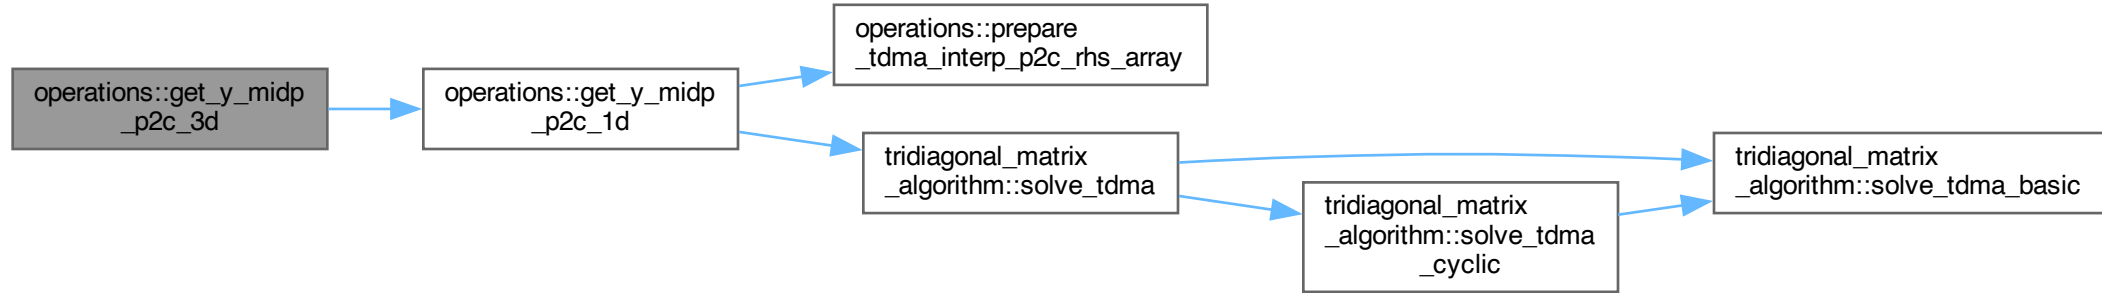 operations::get_y_midp
_p2c_3d
operations::get_y_midp
_p2c_1d
operations::prepare
_tdma_interp_p2c_rhs_array
tridiagonal_matrix
_algorithm::solve_tdma
tridiagonal_matrix
_algorithm::solve_tdma
_cyclic
tridiagonal_matrix
_algorithm::solve_tdma_basic